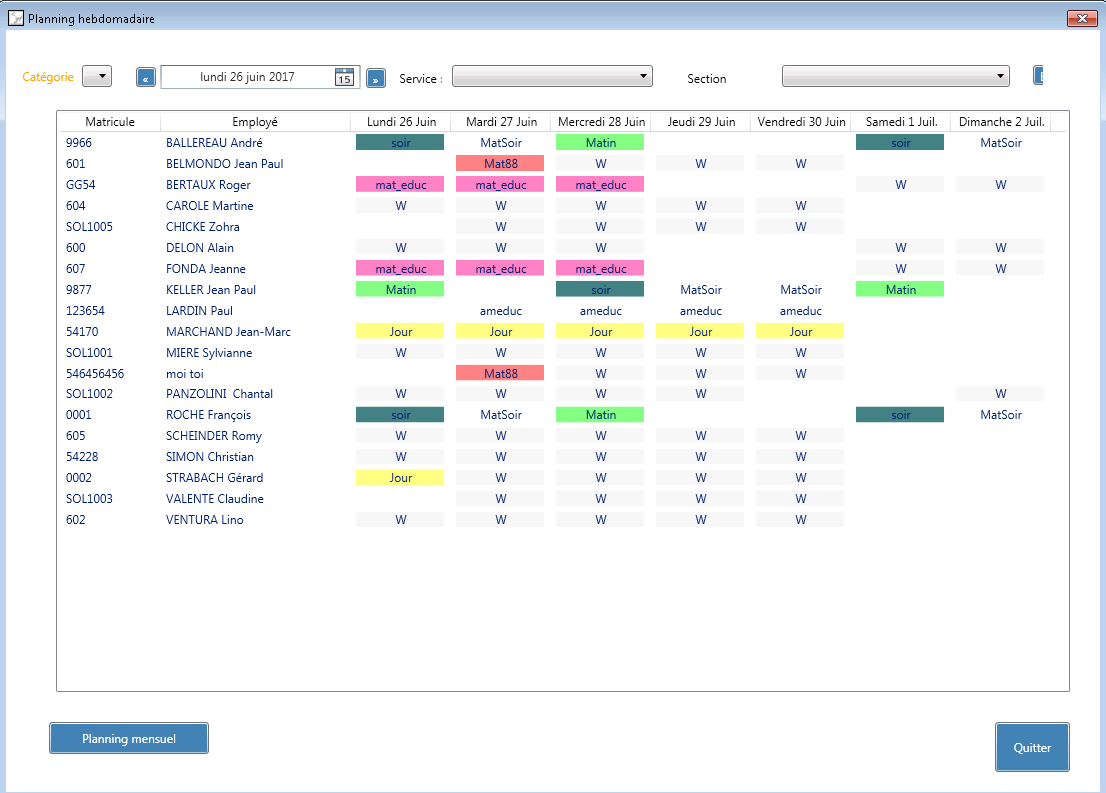 Planning hebdomadaire
Catégorie « lundi 26 juin 2017 15 » Service : Section
Matricule Employé Lundi 26 Juin Mardi 27 Juin Mercredi 28 Juin Jeudi 29 Juin Vendredi 30 Juin Samedi 1 Juil. Dimanche 2 Juil.
9966 BALLEREAU André soir MatSoir Matin soir MatSoir
601 BELMONDO Jean Paul Mat88 W W W
GG54 BERTAUX Roger mat_educ mat_educ mat_educ W W
604 CAROLE Martine W W W W W
SOL1005 CHICKE Zohra W W W W
600 DELON Alain W W W W W
607 FONDA Jeanne mat_educ mat_educ mat_educ W W
9877 KELLER Jean Paul Matin soir MatSoir MatSoir Matin
123654 LARDIN Paul ameduc ameduc ameduc ameduc
54170 MARCHAND Jean-Marc Jour Jour Jour Jour Jour
SOL1001 MIERE Sylvianne W W W W W
546456456 moi toi Mat88 W W W
SOL1002 PANZOLINI Chantal W W W W W
0001 ROCHE François soir MatSoir Matin soir MatSoir
605 SCHEINDER Romy W W W W W
54228 SIMON Christian W W W W W
0002 STRABACH Gérard Jour W W W W
SOL1003 VALENTE Claudine W W W W
602 VENTURA Lino W W W W W
Planning mensuel
Quitter